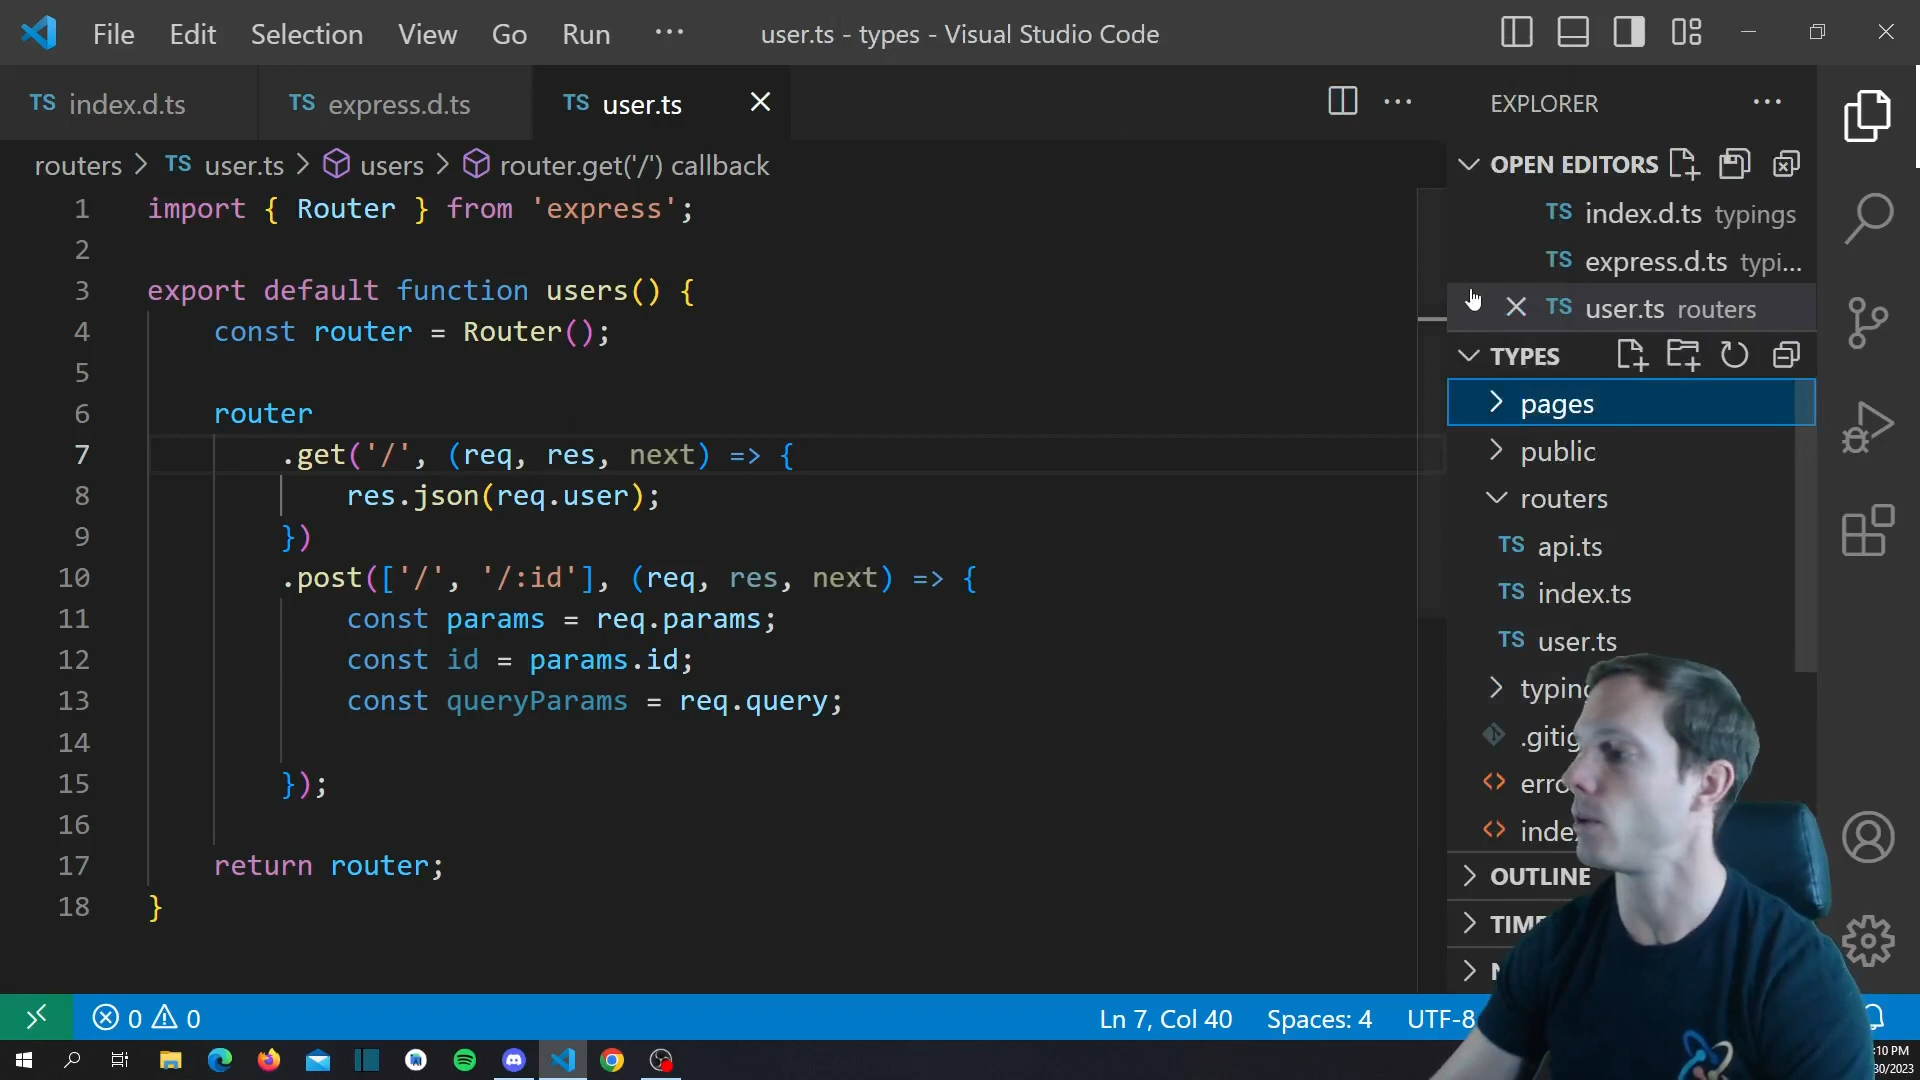 File Edit Selection View Go Run ··· user.ts - types - Visual Studio Code
TS index.d.ts TS express.d.ts TS user.ts
routers > TS user.ts > users > router.get('/') callback
1 import { Router } from 'express';
2
3 export default function users() {
4 const router = Router();
5
6 router
7 .get('/', (req, res, next) => {
8 res.json(req.user);
9 })
10 .post(['/', '/:id'], (req, res, next) => {
11 const params = req.params;
12 const id = params.id;
13 const queryParams = req.query;
14
15 });
16
17 return router;
18 }
EXPLORER
OPEN EDITORS
TS index.d.ts typings
TS express.d.ts typi...
TS user.ts routers
TYPES
pages
public
routers
TS api.ts
TS index.ts
TS user.ts
OUTLINE
0 0 Ln 7, Col 40 Spaces: 4 UTF-8
:10 PM
30/2023